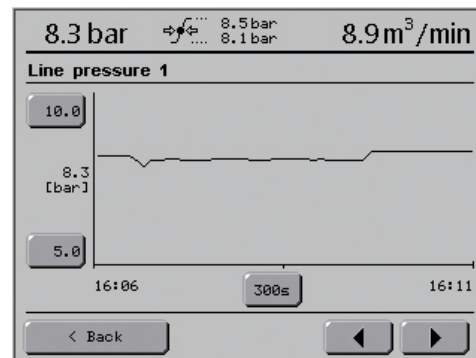 8.3 bar
8.5 bar
8.1 bar
8.9 m³/min
Line pressure 1
10.0
8.3
[bar]
5.0
16:06
300s
16:11
< Back